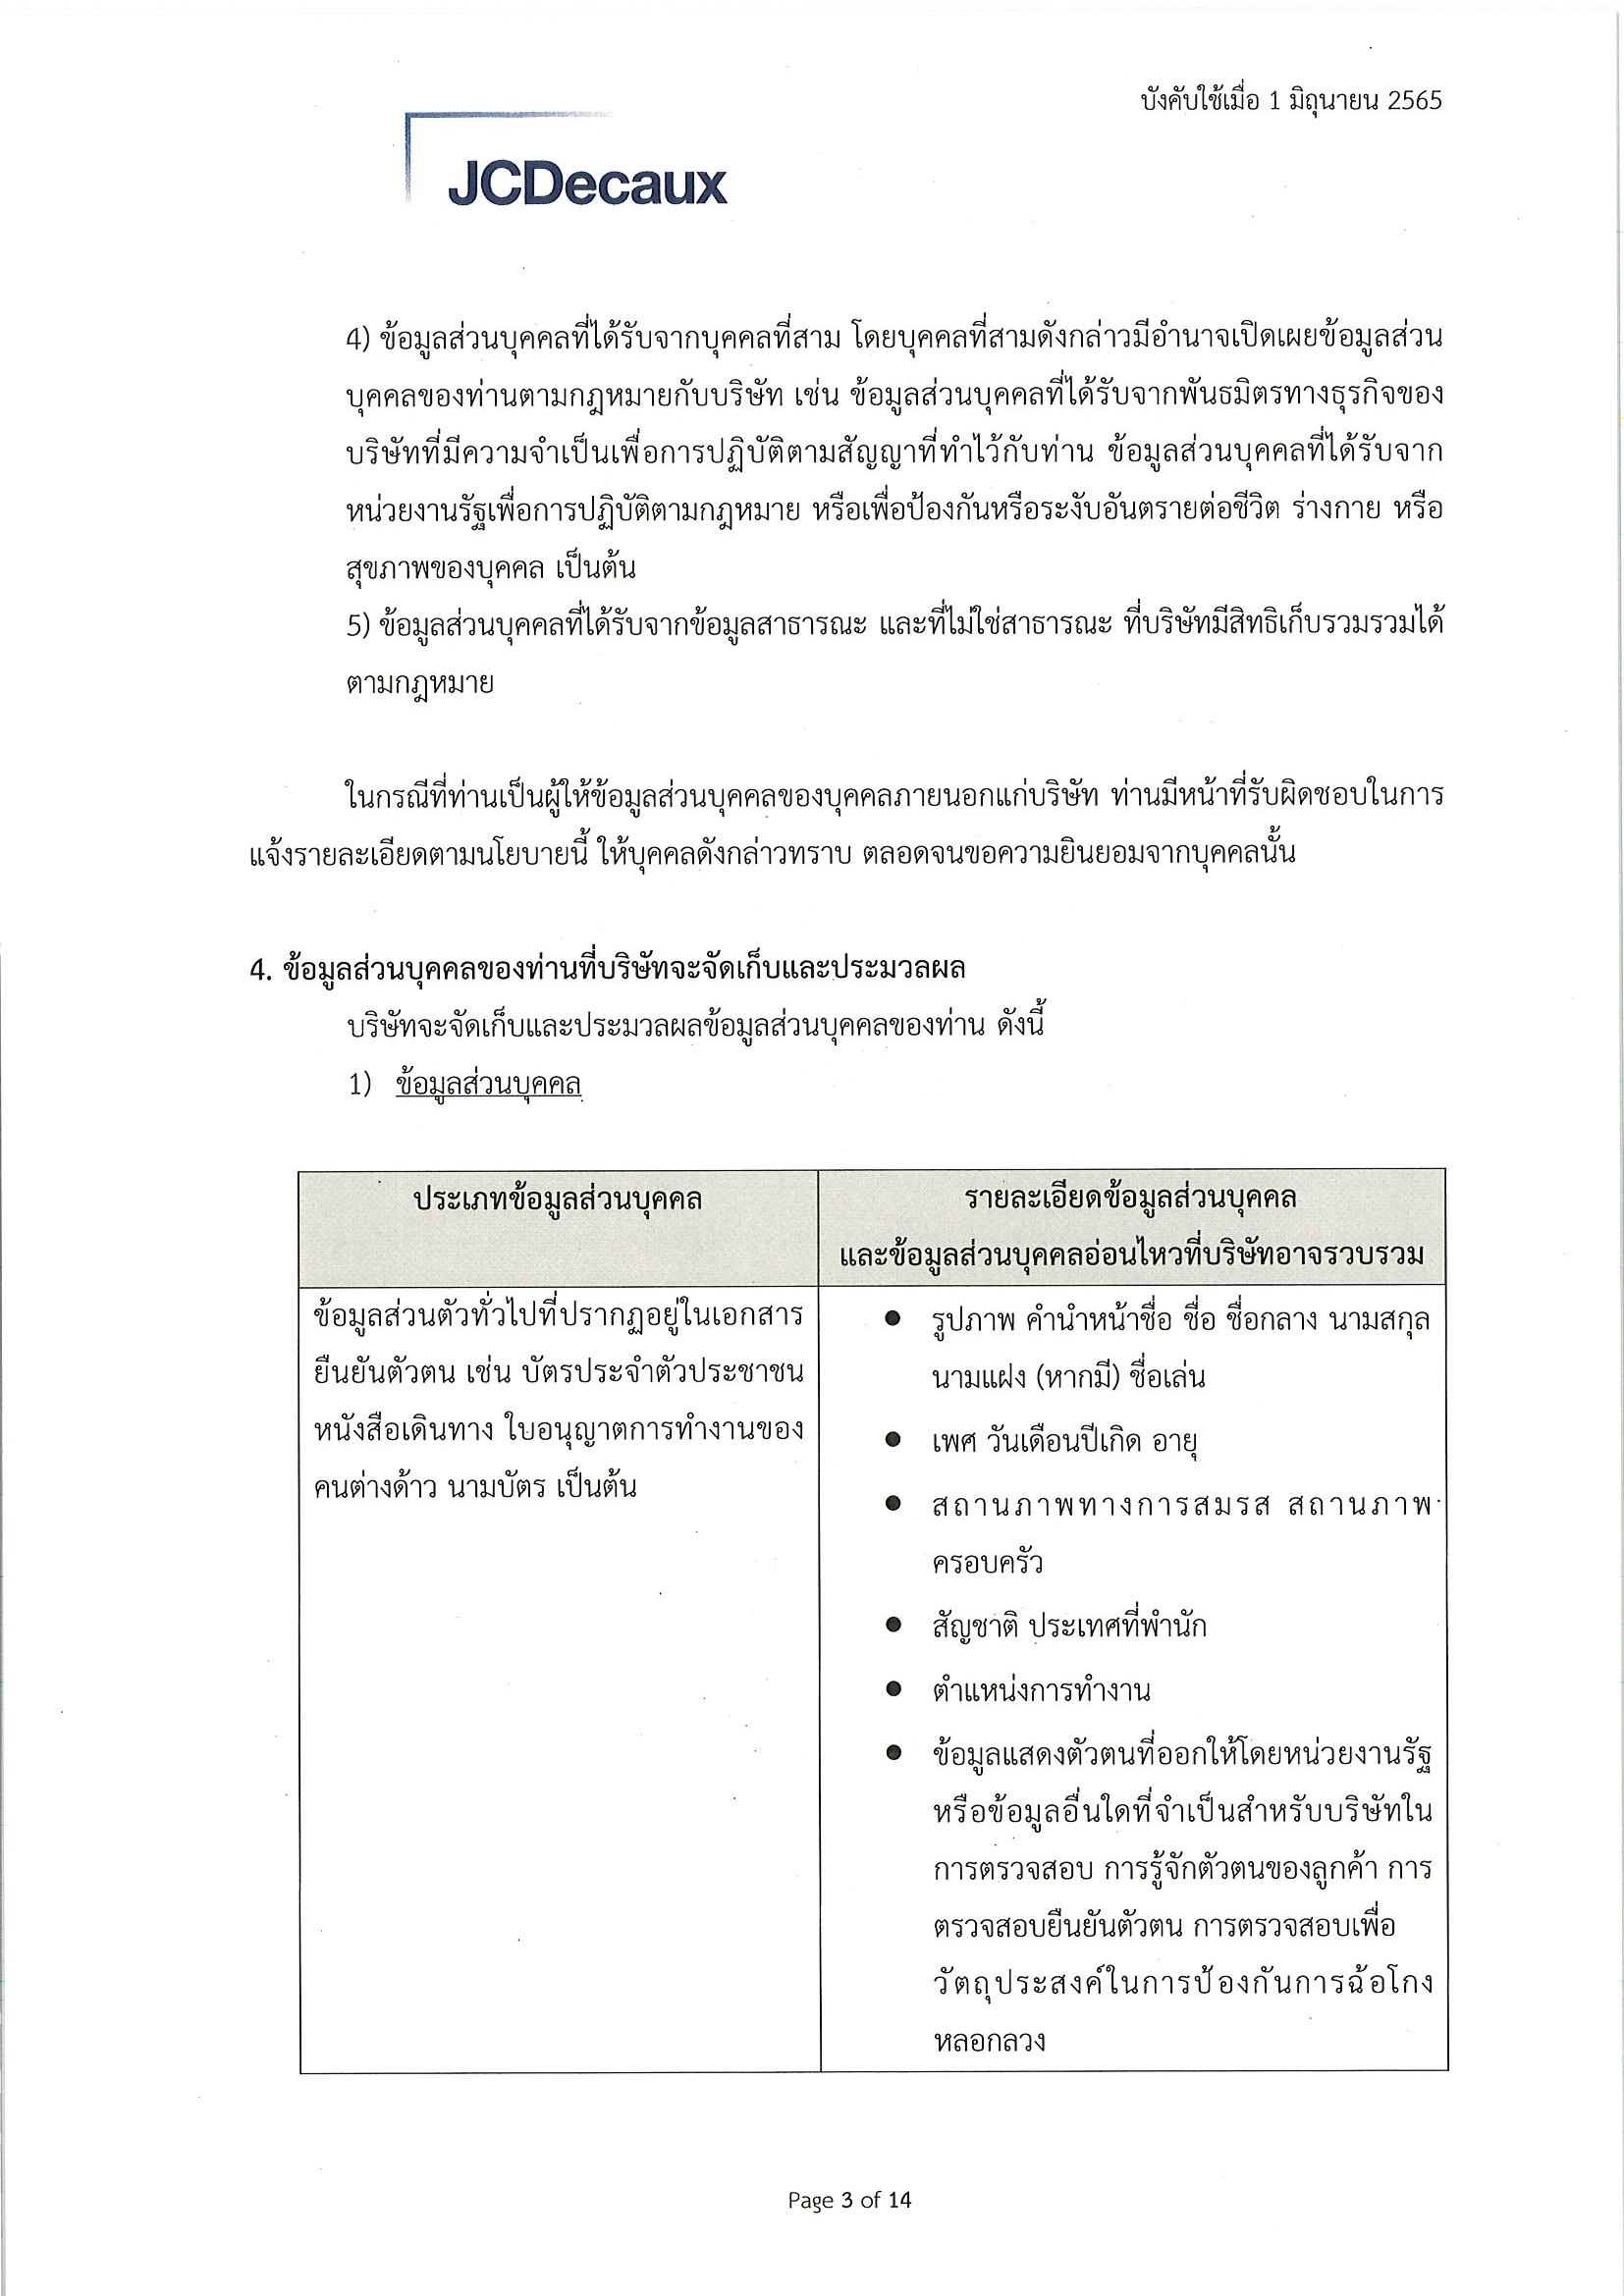 บังคับใช้เมื่อ 1 มิถุนายน 2565
JCDecaux
4) ข้อมูลส่วนบุคคลที่ได้รับจากบุคคลที่สาม โดยบุคคลที่สามดังกล่าวมีอำนาจเปิดเผยข้อมูลส่วน
บุคคลของท่านตามกฎหมายกับบริษัท เช่น ข้อมูลส่วนบุคคลที่ได้รับจากพันธมิตรทางธุรกิจของ
บริษัทที่มีความจำเป็นเพื่อการปฏิบัติตามสัญญาที่ทำไว้กับท่าน ข้อมูลส่วนบุคคลที่ได้รับจาก
หน่วยงานรัฐเพื่อการปฏิบัติตามกฎหมาย หรือเพื่อป้องกันหรือระงับอันตรายต่อชีวิต ร่างกาย หรือ
สุขภาพของบุคคล เป็นต้น
5) ข้อมูลส่วนบุคคลที่ได้รับจากข้อมูลสาธารณะ และที่ไม่ใช่สาธารณะ ที่บริษัทมีสิทธิเก็บรวมรวมได้
ตามกฎหมาย
ในกรณีที่ท่านเป็นผู้ให้ข้อมูลส่วนบุคคลของบุคคลภายนอกแก่บริษัท ท่านมีหน้าที่รับผิดชอบในการ
แจ้งรายละเอียดตามนโยบายนี้ ให้บุคคลดังกล่าวทราบ ตลอดจนขอความยินยอมจากบุคคลนั้น
4. ข้อมูลส่วนบุคคลของท่านที่บริษัทจะจัดเก็บและประมวลผล
บริษัทจะจัดเก็บและประมวลผลข้อมูลส่วนบุคคลของท่าน ดังนี้
1) ข้อมูลส่วนบุคคล
ประเภทข้อมูลส่วนบุคคล
รายละเอียดข้อมูลส่วนบุคคล
และข้อมูลส่วนบุคคลอ่อนไหวที่บริษัทอาจรวบรวม
ข้อมูลส่วนตัวทั่วไปที่ปรากฏอยู่ในเอกสาร
ยืนยันตัวตน เช่น บัตรประจำตัวประชาชน
หนังสือเดินทาง ใบอนุญาตการทำงานของ
คนต่างด้าว นามบัตร เป็นต้น
● รูปภาพ คำนำหน้าชื่อ ชื่อ ชื่อกลาง นามสกุล
นามแฝง (หากมี) ชื่อเล่น
● เพศ วันเดือนปีเกิด อายุ
● สถานภาพทางการสมรส สถานภาพ
ครอบครัว
● สัญชาติ ประเทศที่พำนัก
● ตำแหน่งการทำงาน
● ข้อมูลแสดงตัวตนที่ออกให้โดยหน่วยงานรัฐ
หรือข้อมูลอื่นใดที่จำเป็นสำหรับบริษัทใน
การตรวจสอบ การรู้จักตัวตนของลูกค้า การ
ตรวจสอบยืนยันตัวตน การตรวจสอบเพื่อ
วัตถุประสงค์ในการป้องกันการฉ้อโกง
หลอกลวง
Page 3 of 14